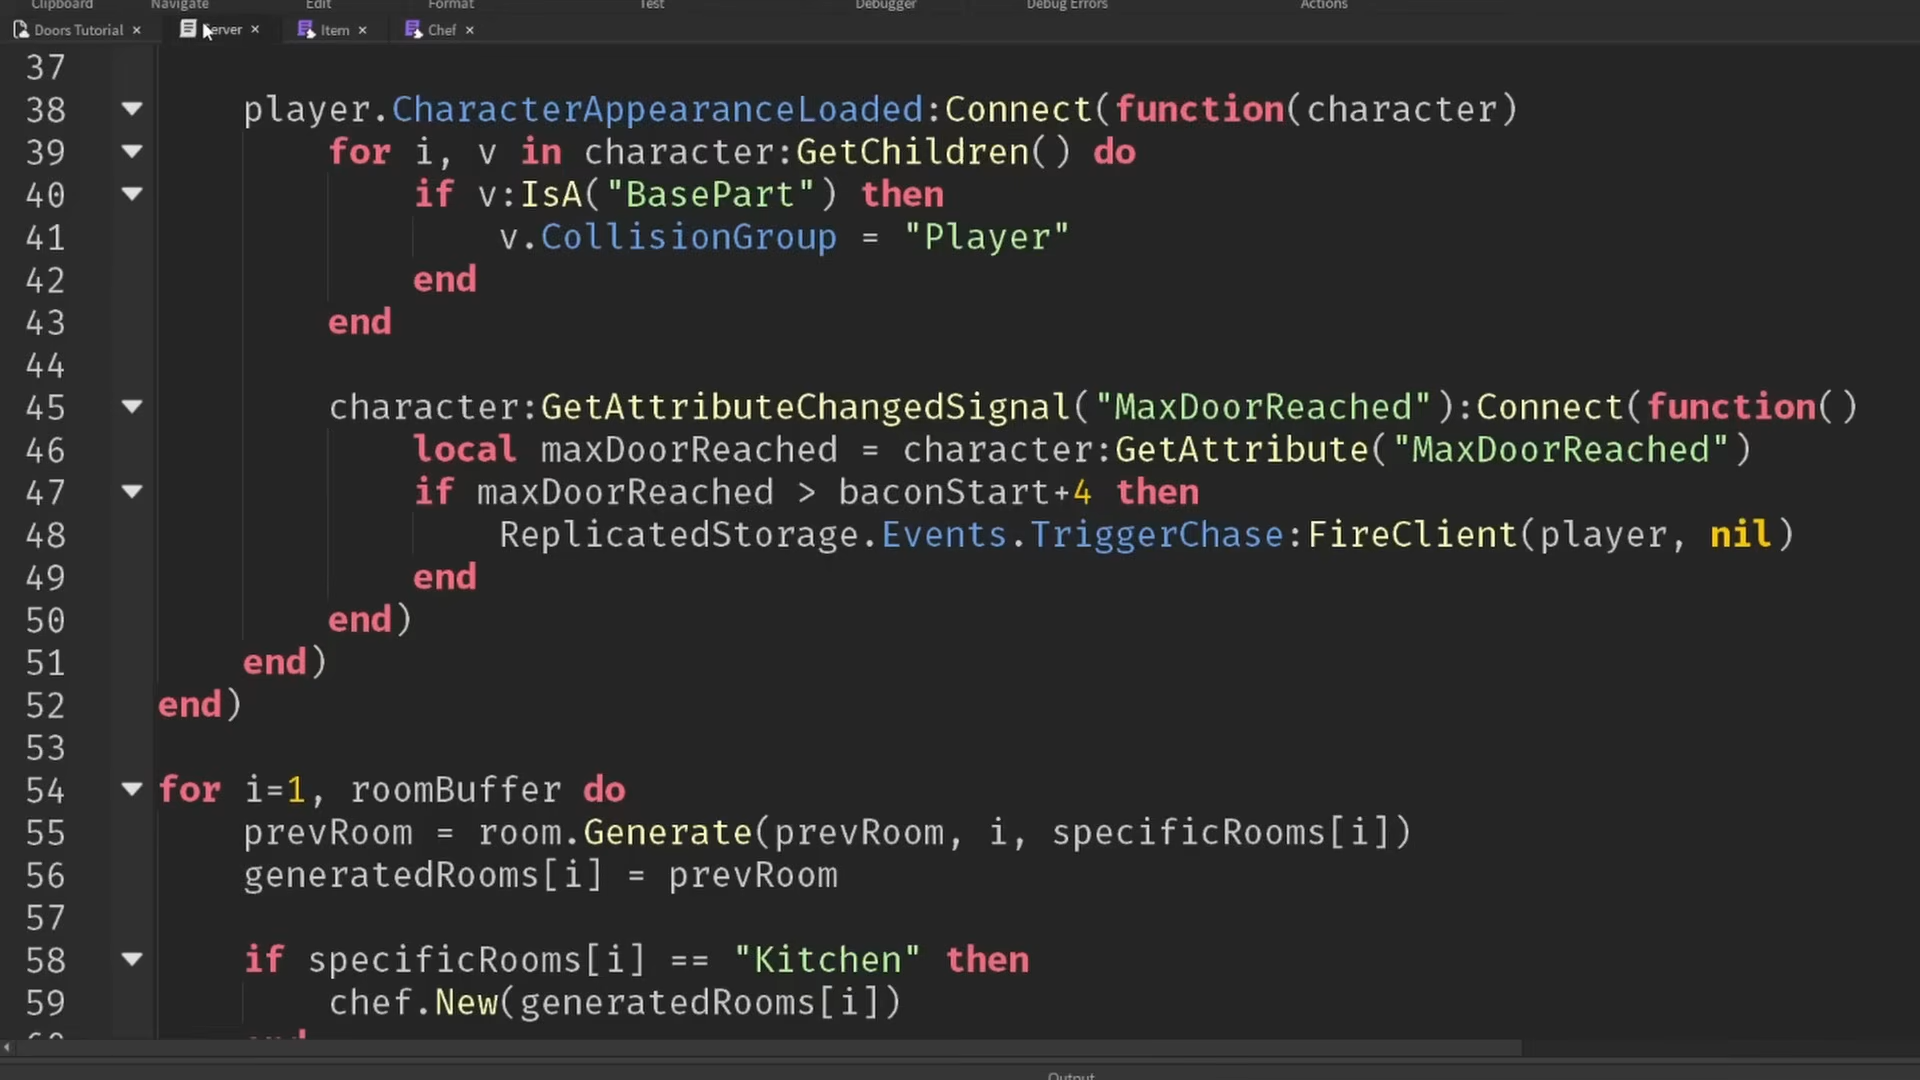 Clipboard Navigate Edit Format Test Debugger Debug Errors Actions
Doors Tutorial × Server × Item × Chef ×
37
38 player.CharacterAppearanceLoaded:Connect(function(character)
39 for i, v in character:GetChildren() do
40 if v:IsA("BasePart") then
41 v.CollisionGroup = "Player"
42 end
43 end
44
45 character:GetAttributeChangedSignal("MaxDoorReached"):Connect(function()
46 local maxDoorReached = character:GetAttribute("MaxDoorReached")
47 if maxDoorReached > baconStart+4 then
48 ReplicatedStorage.Events.TriggerChase:FireClient(player, nil)
49 end
50 end)
51 end)
52 end)
53
54 for i=1, roomBuffer do
55 prevRoom = room.Generate(prevRoom, i, specificRooms[i])
56 generatedRooms[i] = prevRoom
57
58 if specificRooms[i] == "Kitchen" then
59 chef.New(generatedRooms[i])
60 end
Output